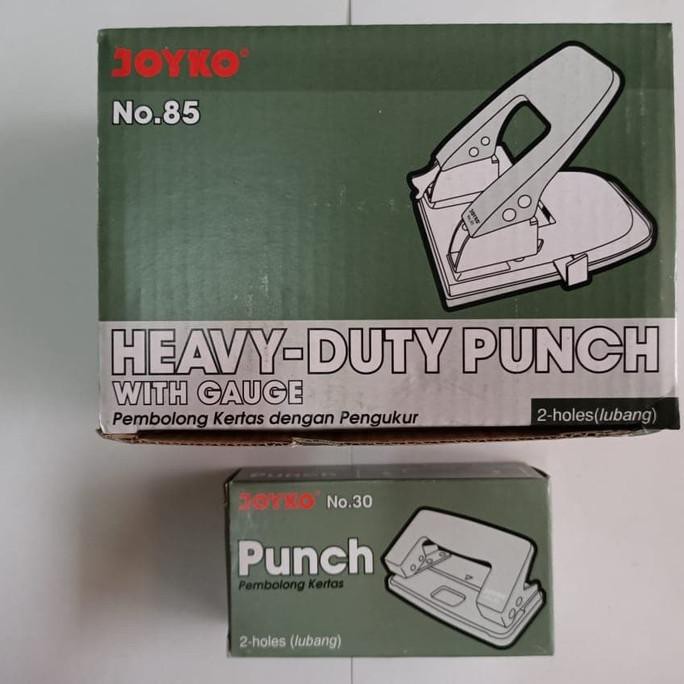 JOYKO
No.85
HEAVY-DUTY PUNCH
WITH GAUGE
Pembolong Kertas dengan Pengukur
2-holes(lubang)
Punch
JOYKO No.30
Punch
Pembolong Kertas
2-holes (lubang)